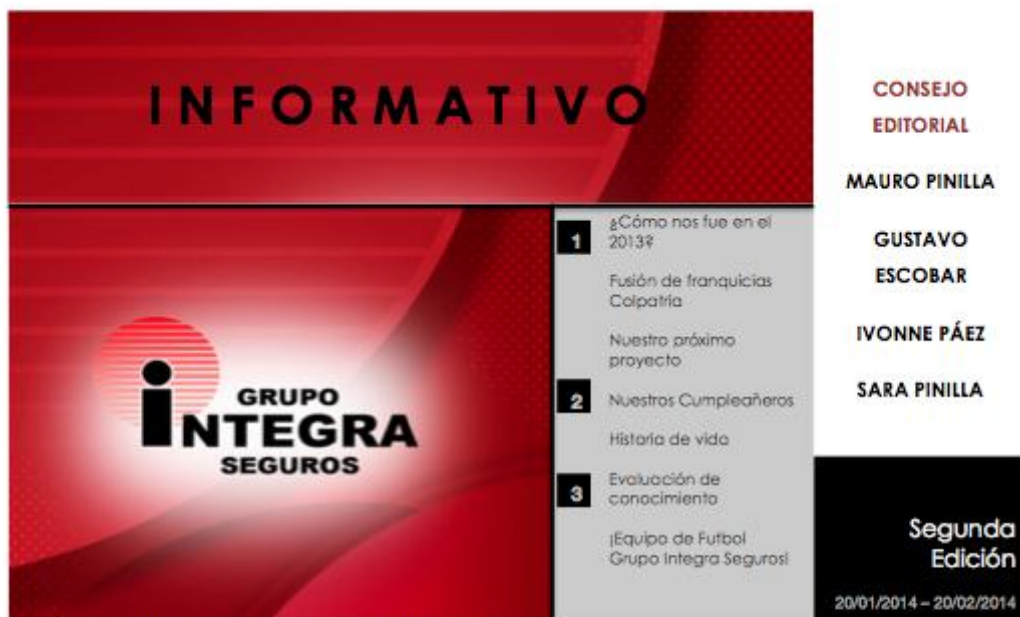 INFORMATIVO
GRUPO
iNTEGRA
SEGUROS
1
¿Cómo nos fue en el
2013?
Fusión de franquicias
Colpatria
Nuestro próximo
proyecto
2
Nuestros Cumpleañeros
Historia de vida
3
Evaluación de
conocimiento
¡Equipo de Futbol
Grupo Integra Seguros!
CONSEJO
EDITORIAL
MAURO PINILLA
GUSTAVO
ESCOBAR
IVONNE PÁEZ
SARA PINILLA
Segunda
Edición
20/01/2014 – 20/02/2014